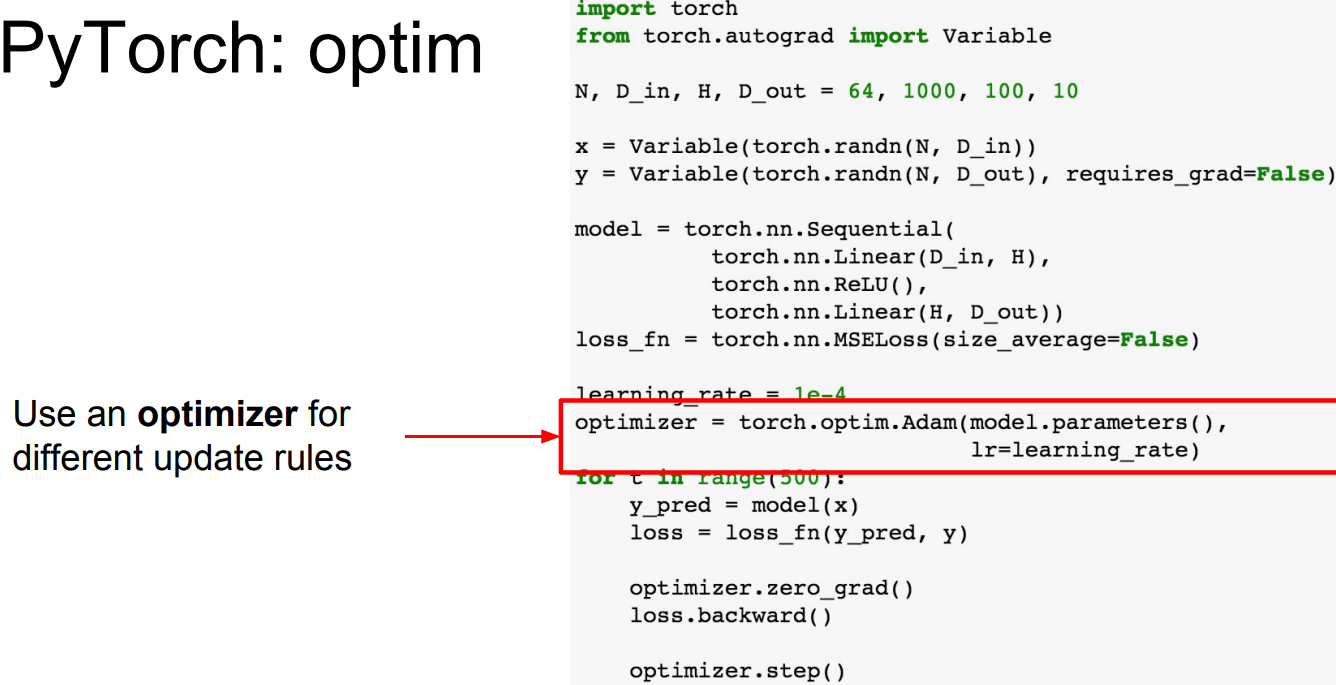 PyTorch: optim
Use an optimizer for
different update rules
import torch
from torch.autograd import Variable
N, D_in, H, D_out = 64, 1000, 100, 10
x = Variable(torch.randn(N, D_in))
y = Variable(torch.randn(N, D_out), requires_grad=False)
model = torch.nn.Sequential(
torch.nn.Linear(D_in, H),
torch.nn.ReLU(),
torch.nn.Linear(H, D_out))
loss_fn = torch.nn.MSELoss(size_average=False)
learning_rate = 1e-4
optimizer = torch.optim.Adam(model.parameters(),
lr=learning_rate)
for t in range(500):
y_pred = model(x)
loss = loss_fn(y_pred, y)
optimizer.zero_grad()
loss.backward()
optimizer.step()